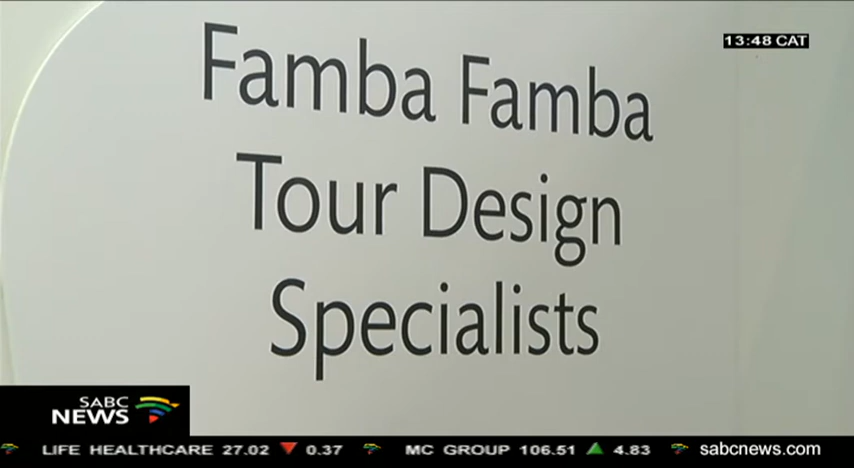 13:48 CAT
Famba Famba
Tour Design
Specialists
SABC
NEWS
LIFE HEALTHCARE 27.02 0.37 MC GROUP 106.51 4.83 sabcnews.com